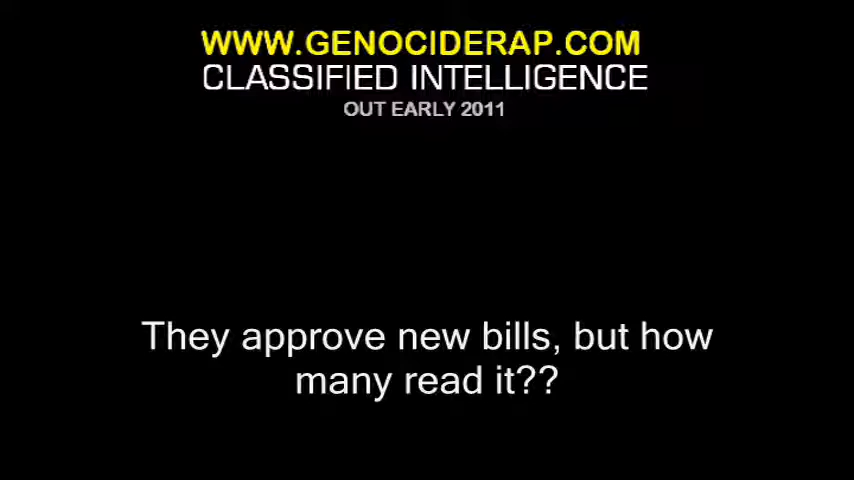 WWW.GENOCIDERAP.COM
CLASSIFIED INTELLIGENCE
OUT EARLY 2011
They approve new bills, but how
many read it??